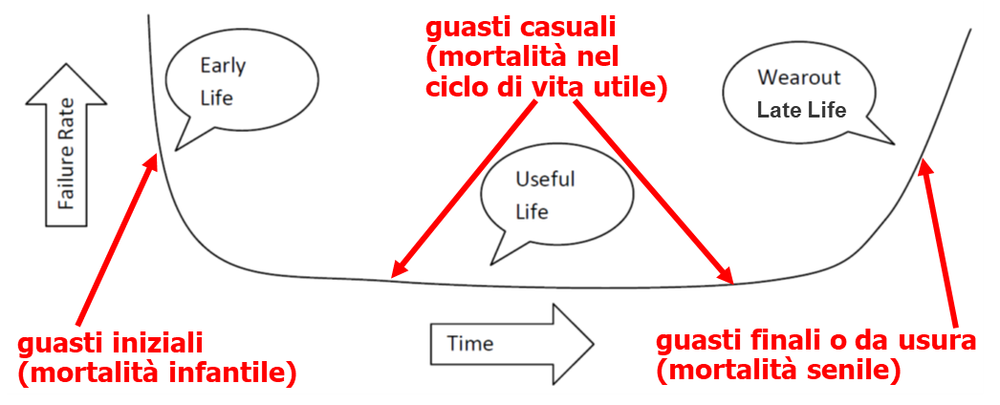 guasti casuali
(mortalità nel
ciclo di vita utile)
Early
Life
Wearout
Late Life
Failure Rate
Useful
Life
guasti iniziali
(mortalità infantile)
Time
guasti finali o da usura
(mortalità senile)